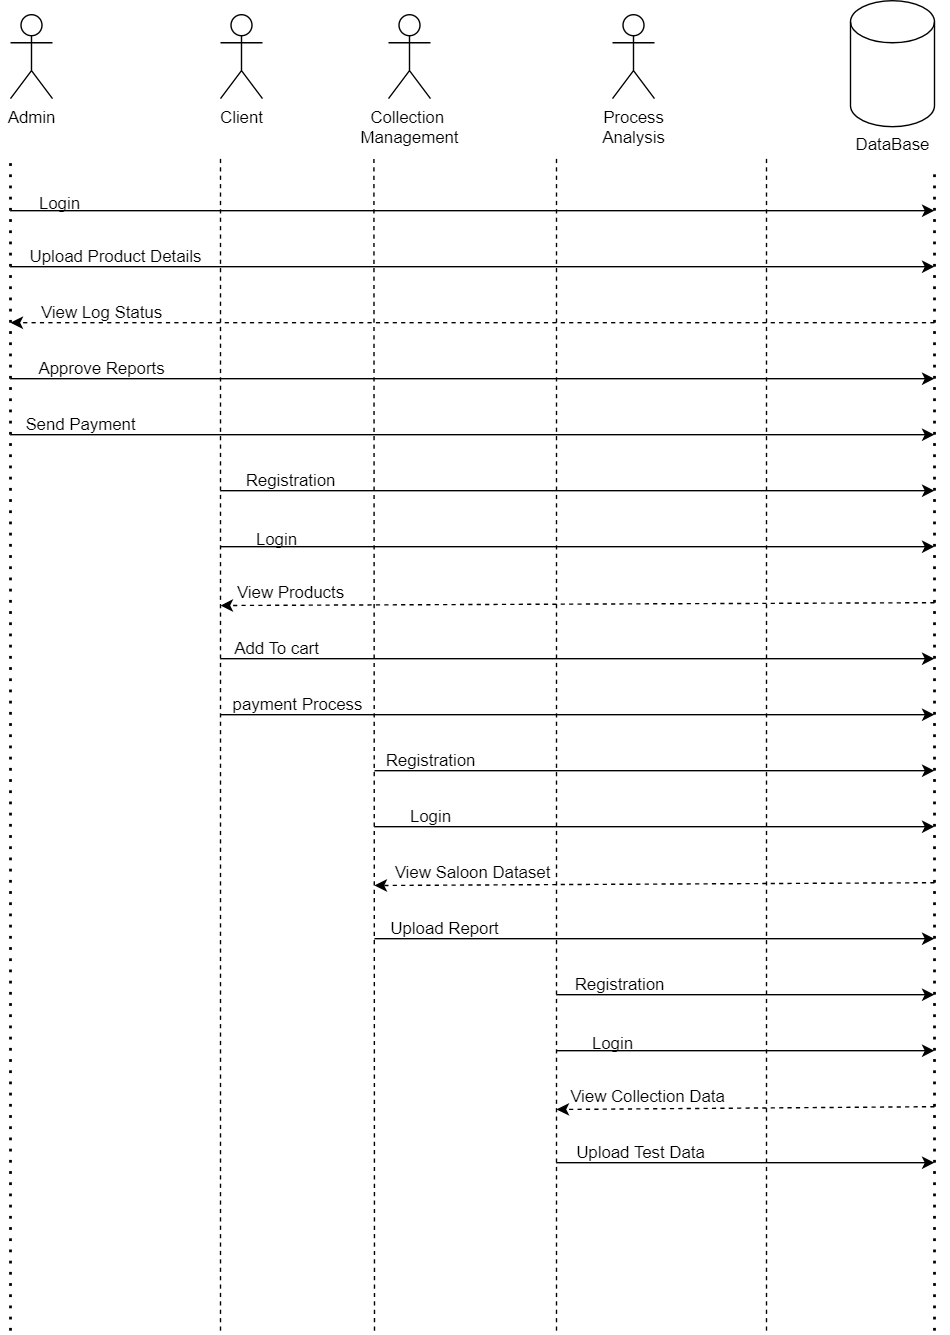 Admin
Client
Collection
Management
Process
Analysis
DataBase
Login
Upload Product Details
View Log Status
Approve Reports
Send Payment
Registration
Login
View Products
Add To cart
payment Process
Registration
Login
View Saloon Dataset
Upload Report
Registration
Login
View Collection Data
Upload Test Data